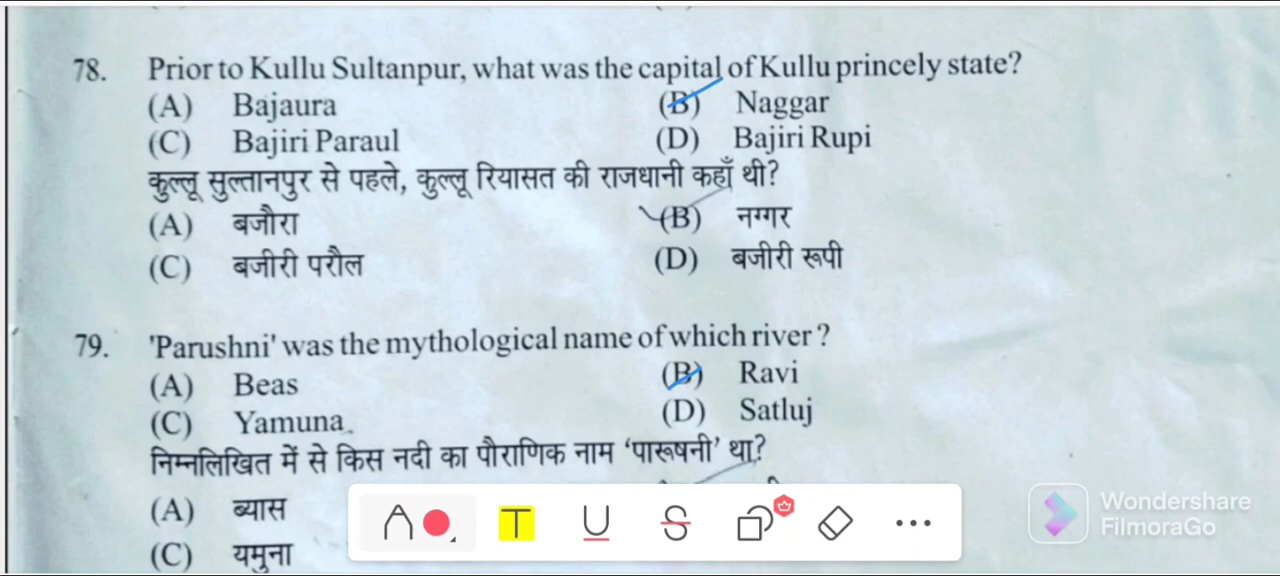 78. Prior to Kullu Sultanpur, what was the capital of Kullu princely state?
(A) Bajaura (B) Naggar
(C) Bajiri Paraul (D) Bajiri Rupi
कुल्लू सुल्तानपुर से पहले, कुल्लू रियासत की राजधानी कहाँ थी?
(A) बजौरा (B) नग्गर
(C) बजीरी परौल (D) बजीरी रूपी
79. 'Parushni' was the mythological name of which river ?
(A) Beas (B) Ravi
(C) Yamuna (D) Satluj
निम्नलिखित में से किस नदी का पौराणिक नाम ‘पारूषनी’ था?
(A) ब्यास
(C) यमुना
T U S
Wondershare
FilmoraGo